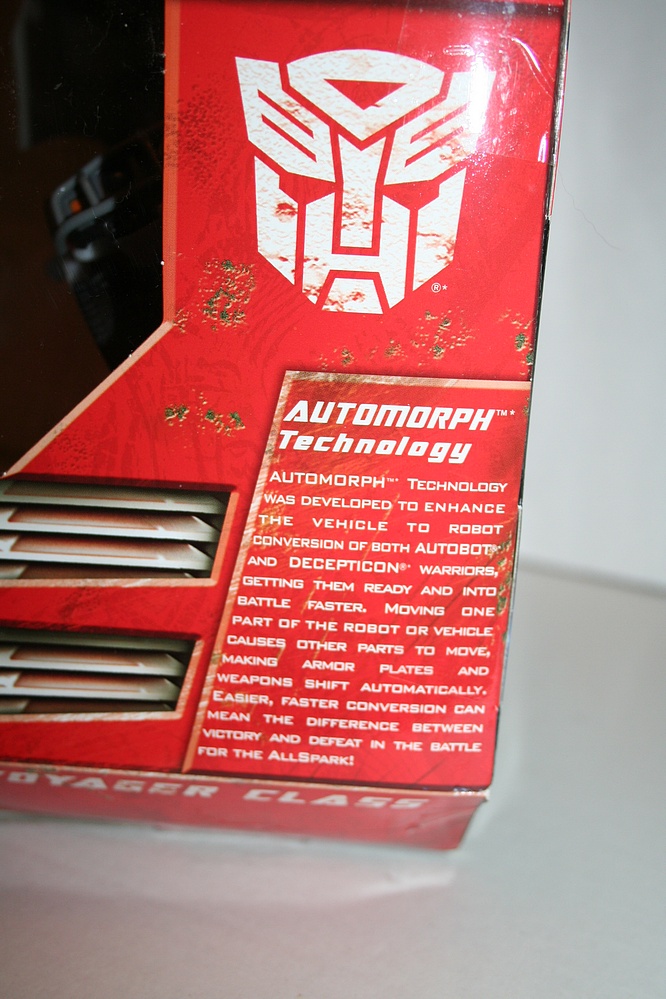 ®*
AUTOMORPH™*
Technology
AUTOMORPH™* TECHNOLOGY
WAS DEVELOPED TO ENHANCE
THE VEHICLE TO ROBOT
CONVERSION OF BOTH AUTOBOT®*
AND DECEPTICON®* WARRIORS,
GETTING THEM READY AND INTO
BATTLE FASTER. MOVING ONE
PART OF THE ROBOT OR VEHICLE
CAUSES OTHER PARTS TO MOVE,
MAKING ARMOR PLATES AND
WEAPONS SHIFT AUTOMATICALLY.
EASIER, FASTER CONVERSION CAN
MEAN THE DIFFERENCE BETWEEN
VICTORY AND DEFEAT IN THE BATTLE
FOR THE ALLSPARK!
VOYAGER CLASS